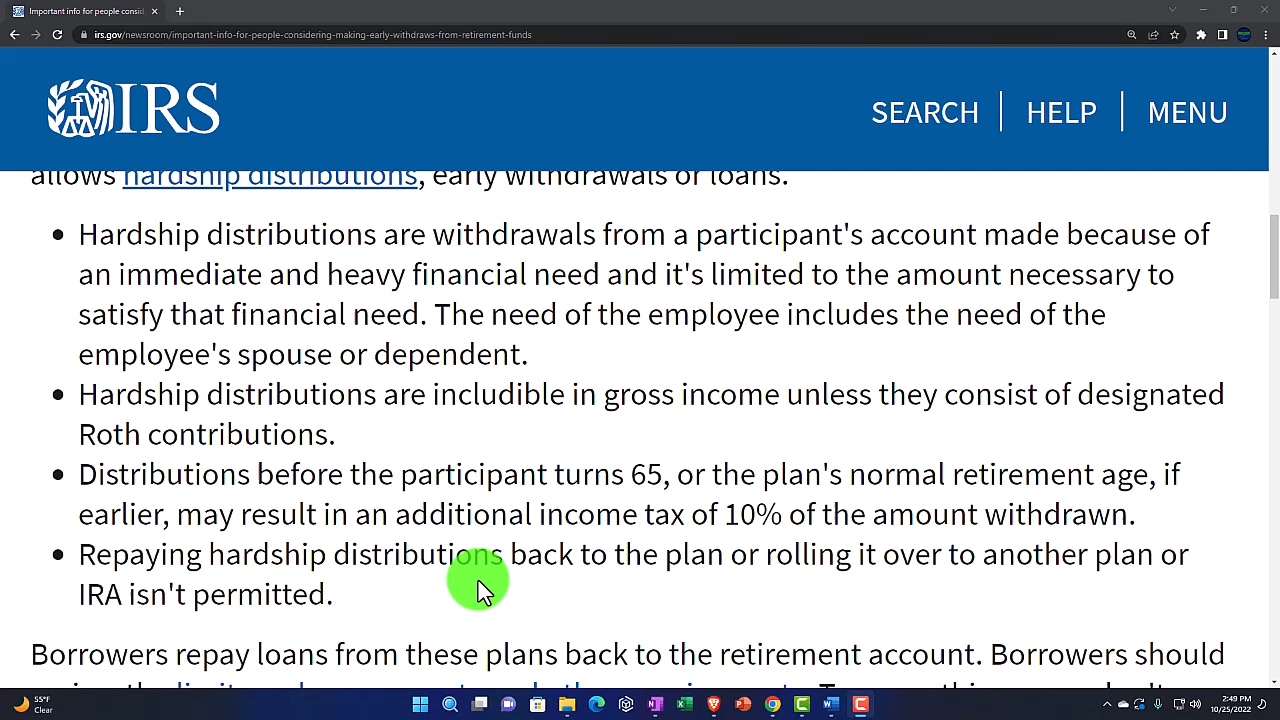 Important info for people consid
irs.gov/newsroom/important-info-for-people-considering-making-early-withdraws-from-retirement-funds
IRS
SEARCH
HELP
MENU
allows hardship distributions, early withdrawals or loans.
Hardship distributions are withdrawals from a participant's account made because of
an immediate and heavy financial need and it's limited to the amount necessary to
satisfy that financial need. The need of the employee includes the need of the
employee's spouse or dependent.
Hardship distributions are includible in gross income unless they consist of designated
Roth contributions.
Distributions before the participant turns 65, or the plan's normal retirement age, if
earlier, may result in an additional income tax of 10% of the amount withdrawn.
Repaying hardship distributions back to the plan or rolling it over to another plan or
IRA isn't permitted.
Borrowers repay loans from these plans back to the retirement account. Borrowers should
55°F
Clear
2:49 PM
10/25/2022